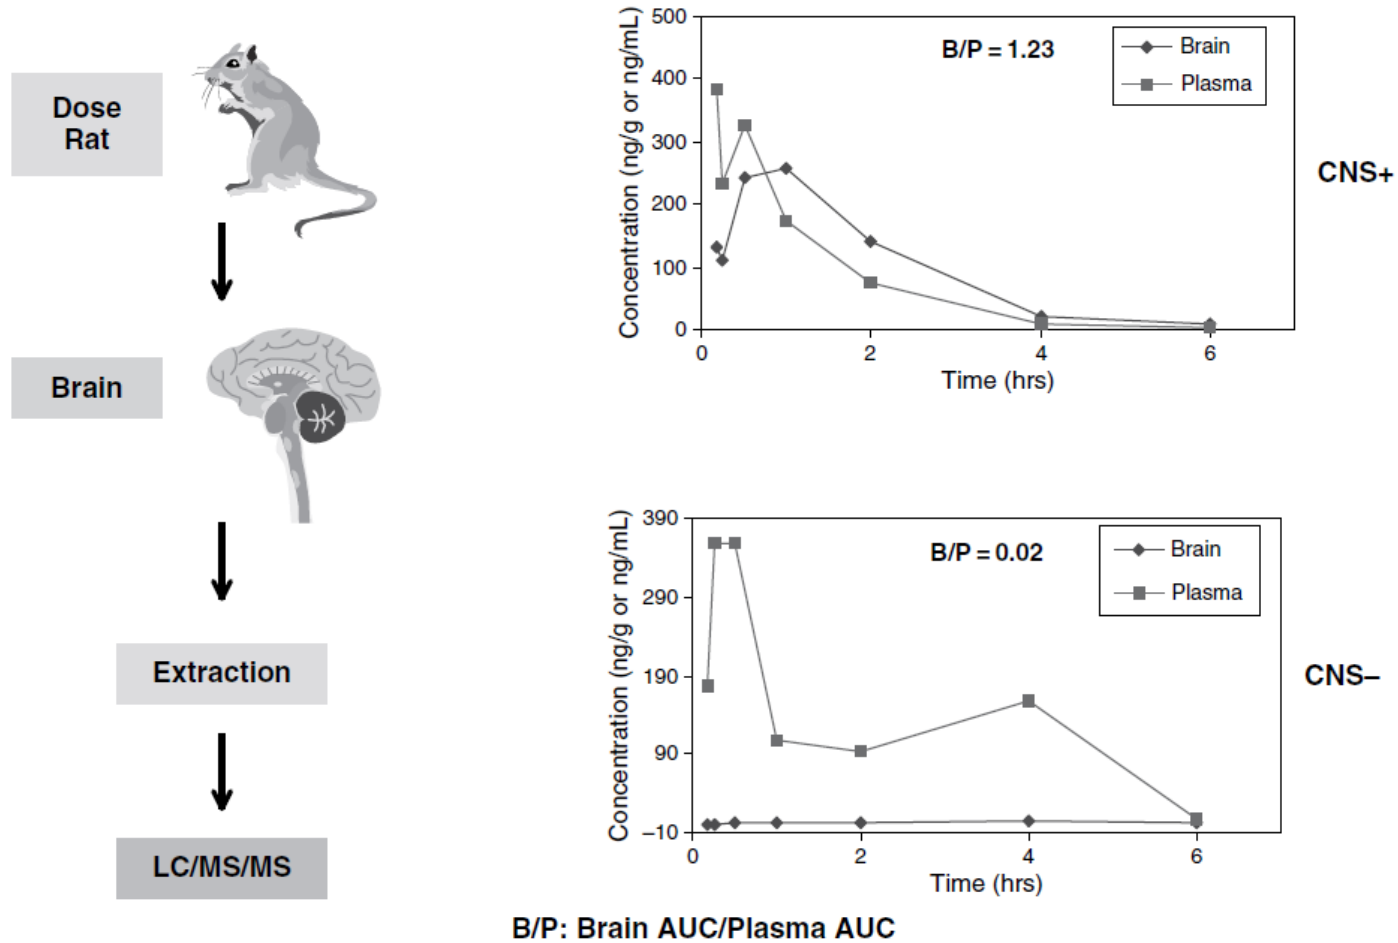 Dose
Rat
Brain
Extraction
LC/MS/MS
Concentration (ng/g or ng/mL)
500
400
300
200
100
0
0
2
4
6
Time (hrs)
B/P = 1.23
Brain
Plasma
CNS+
Concentration (ng/g or ng/mL)
390
290
190
90
–10
0
2
4
6
Time (hrs)
B/P = 0.02
Brain
Plasma
CNS–
B/P: Brain AUC/Plasma AUC